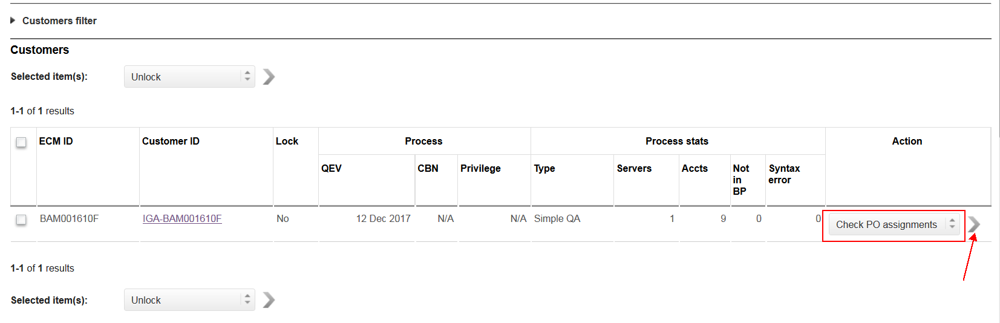 Customers filter
Customers
Selected item(s): Unlock
1-1 of 1 results
ECM ID Customer ID Lock Process Process stats Action
QEV CBN Privilege Type Servers Accts Not in BP Syntax error
BAM001610F IGA-BAM001610F No 12 Dec 2017 N/A N/A Simple QA 1 9 0 0 Check PO assignments
1-1 of 1 results
Selected item(s): Unlock